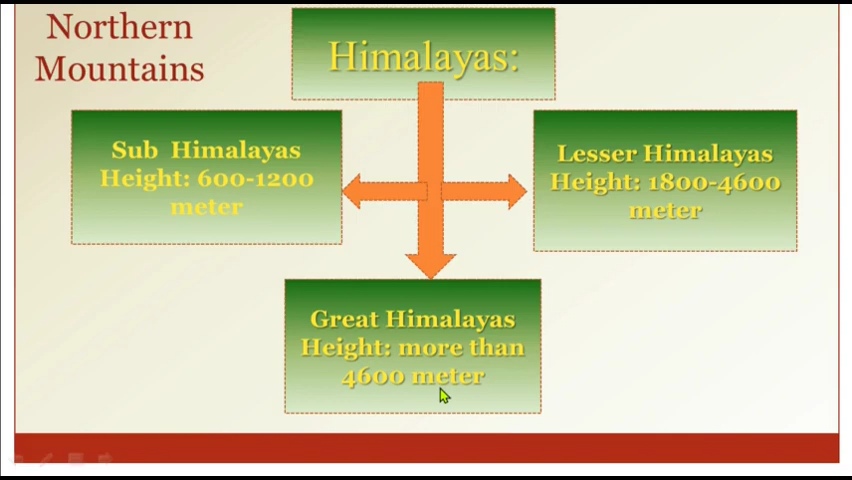 Northern
Mountains
Himalayas:
Sub Himalayas
Height: 600-1200
meter
Lesser Himalayas
Height: 1800-4600
meter
Great Himalayas
Height: more than
4600 meter